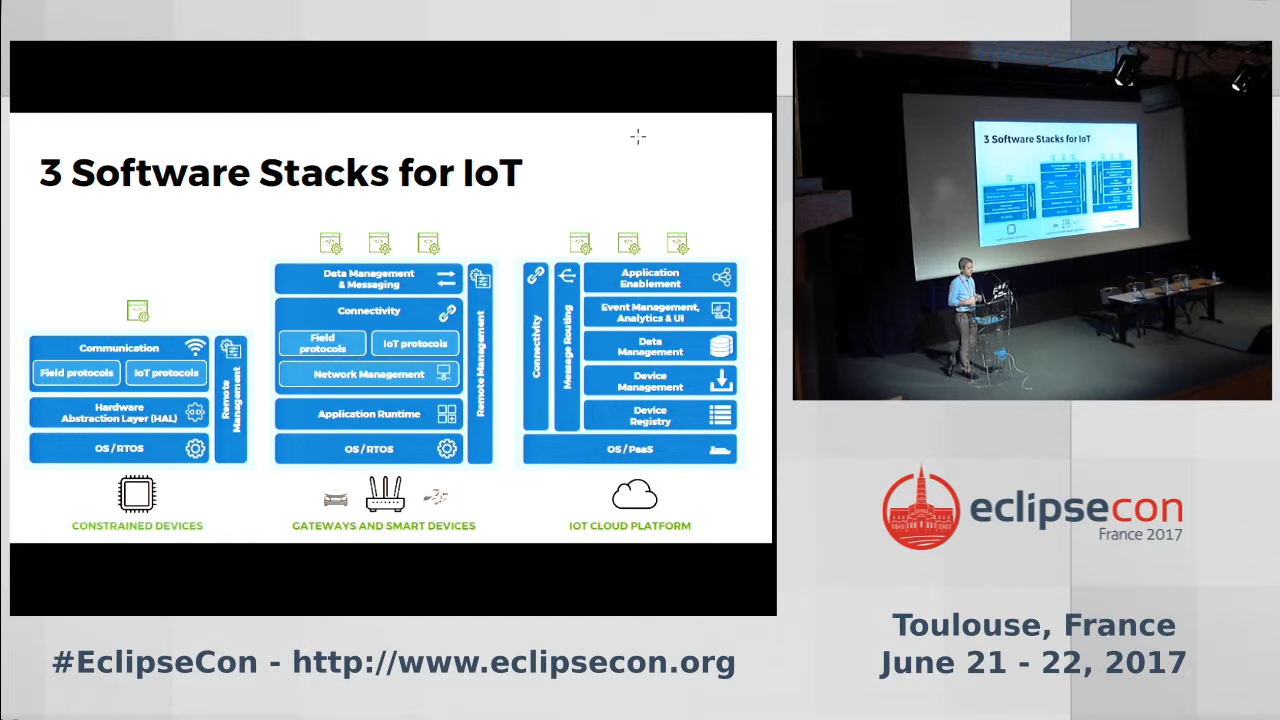 3 Software Stacks for IoT
Communication
Field protocols
IoT protocols
Hardware
Abstraction Layer (HAL)
OS / RTOS
Remote
Management
CONSTRAINED DEVICES
Data Management
& Messaging
Connectivity
Field
protocols
IoT protocols
Network Management
Application Runtime
OS / RTOS
Remote Management
GATEWAYS AND SMART DEVICES
Connectivity
Message Routing
Application
Enablement
Event Management,
Analytics & UI
Data
Management
Device
Management
Device
Registry
OS / PaaS
IOT CLOUD PLATFORM
3 Software Stacks for IoT
eclipsecon
France 2017
Toulouse, France
June 21 - 22, 2017
#EclipseCon - http://www.eclipsecon.org